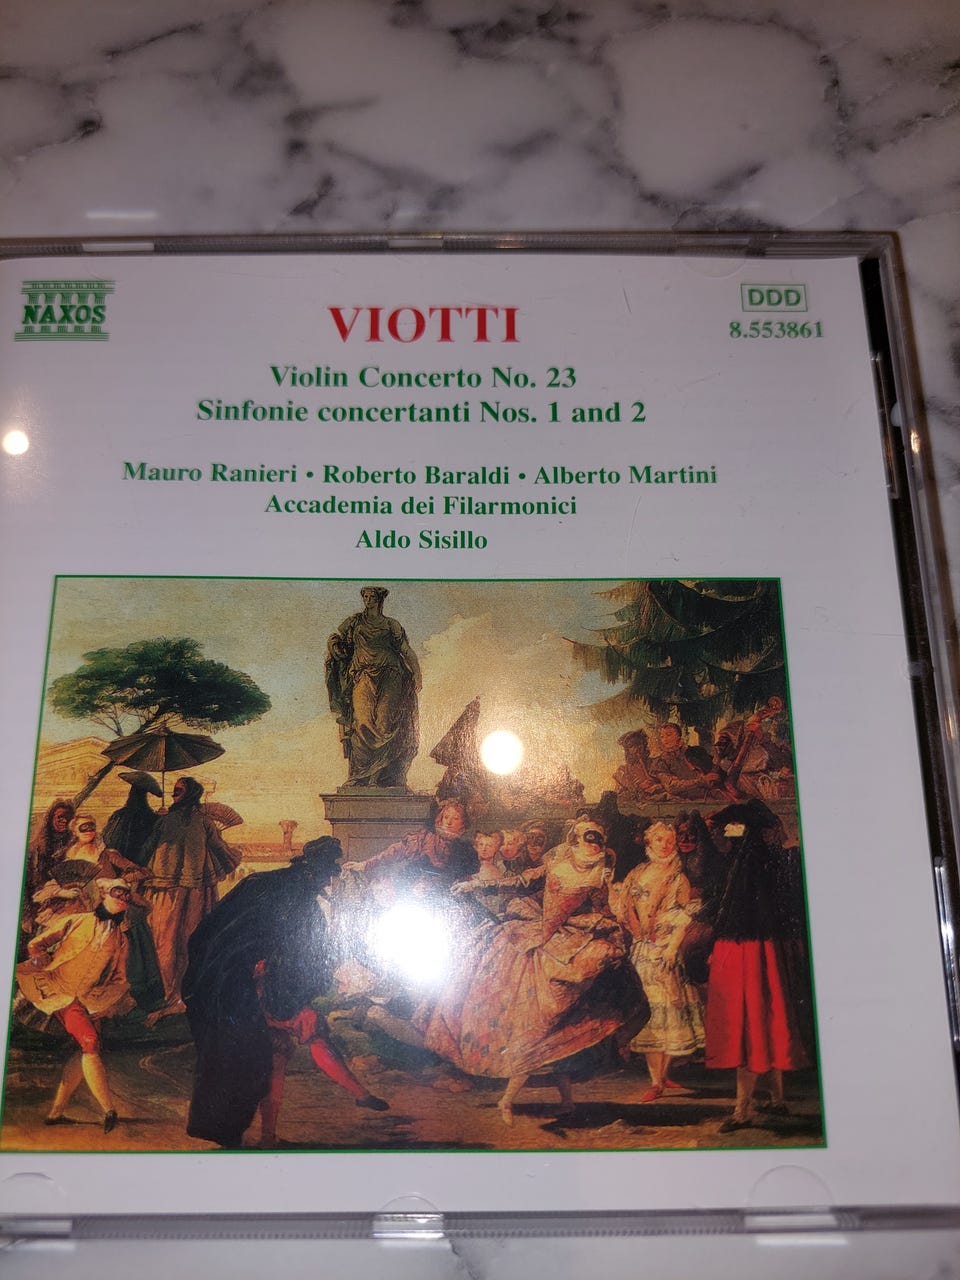 NAXOS
DDD
8.553861
VIOTTI
Violin Concerto No. 23
Sinfonie concertanti Nos. 1 and 2
Mauro Ranieri • Roberto Baraldi • Alberto Martini
Accademia dei Filarmonici
Aldo Sisillo